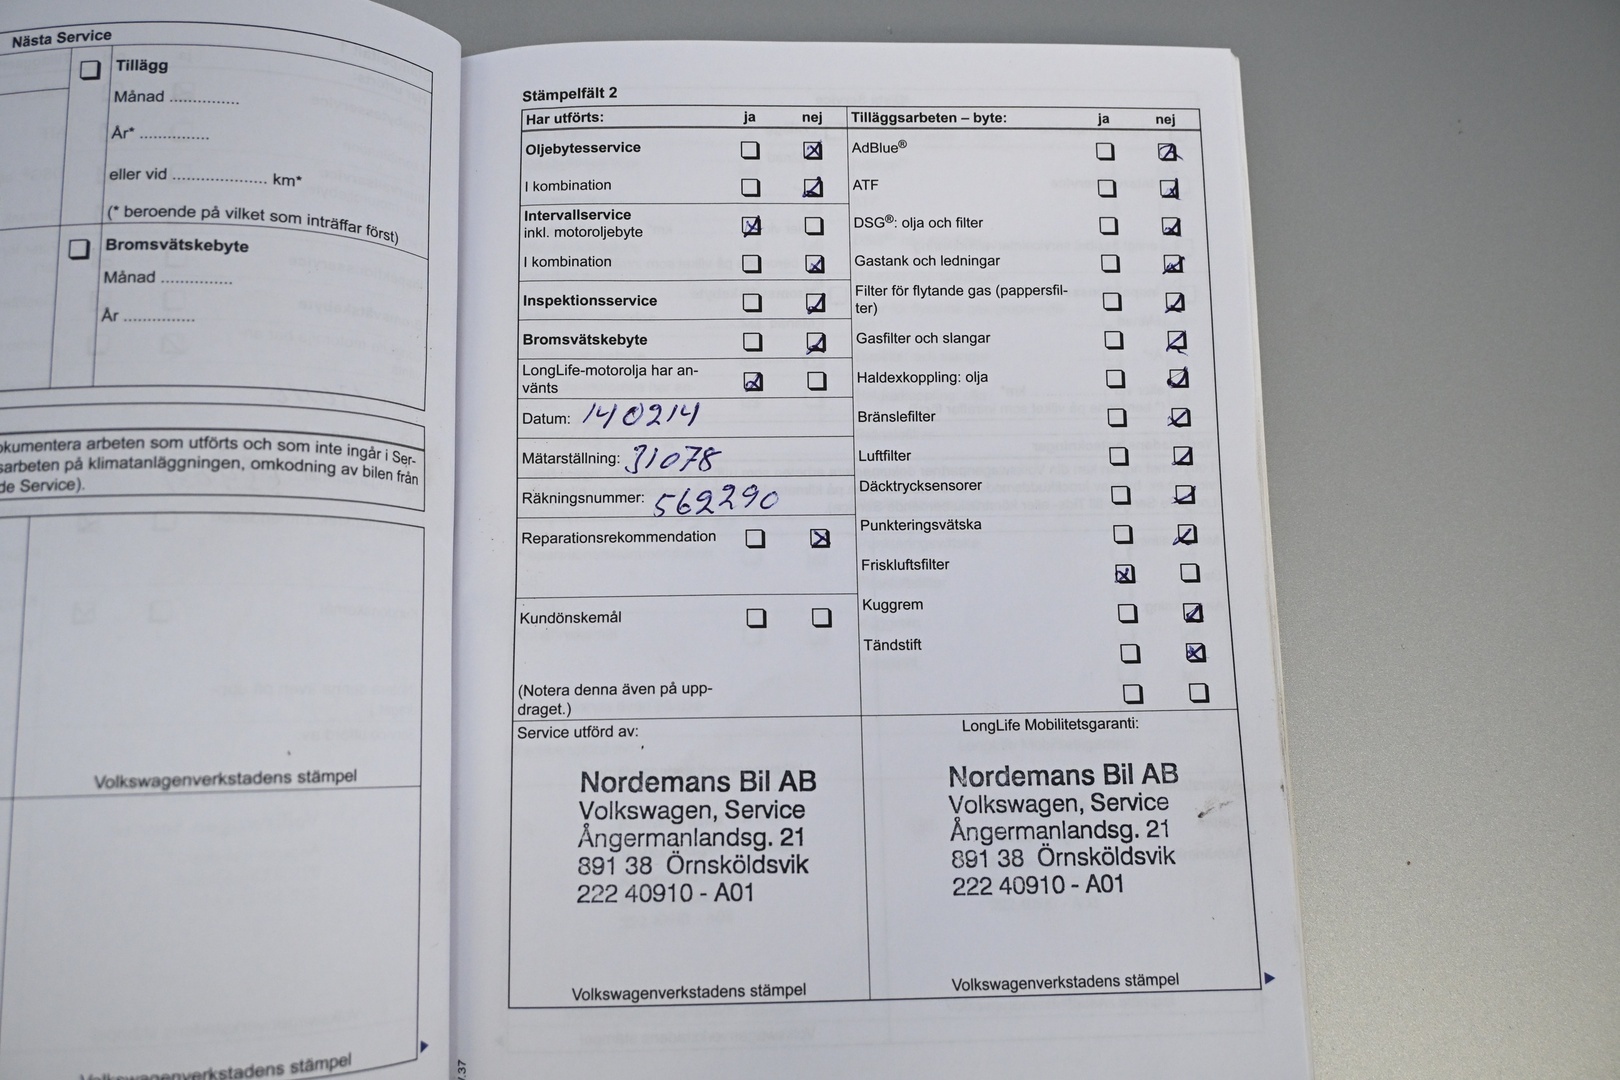 Nästa Service
Tillägg
Månad ..............
År* ..............
eller vid ................... km*
(* beroende på vilket som inträffar först)
Bromsvätskebyte
Månad ..............
År ..............
okumentera arbeten som utförts och som inte ingår i Ser-
sarbeten på klimatanläggningen, omkodning av bilen från
de Service).
Volkswagenverkstadens stämpel
Volkswagenverkstadens stämpel
Stämpelfält 2
Har utförts: ja nej
Oljebytesservice
I kombination
Intervallservice
inkl. motoroljebyte
I kombination
Inspektionsservice
Bromsvätskebyte
LongLife-motorolja har an-
vänts
Datum: 140214
Mätarställning: 31078
Räkningsnummer: 562290
Reparationsrekommendation
Kundönskemål
(Notera denna även på upp-
draget.)
Tilläggsarbeten – byte: ja nej
AdBlue®
ATF
DSG®: olja och filter
Gastank och ledningar
Filter för flytande gas (pappersfil-
ter)
Gasfilter och slangar
Haldexkoppling: olja
Bränslefilter
Luftfilter
Däcktrycksensorer
Punkteringsvätska
Friskluftsfilter
Kuggrem
Tändstift
Service utförd av:
Nordemans Bil AB
Volkswagen, Service
Ångermanlandsg. 21
891 38 Örnsköldsvik
222 40910 - A01
Volkswagenverkstadens stämpel
LongLife Mobilitetsgaranti:
Nordemans Bil AB
Volkswagen, Service
Ångermanlandsg. 21
891 38 Örnsköldsvik
222 40910 - A01
Volkswagenverkstadens stämpel